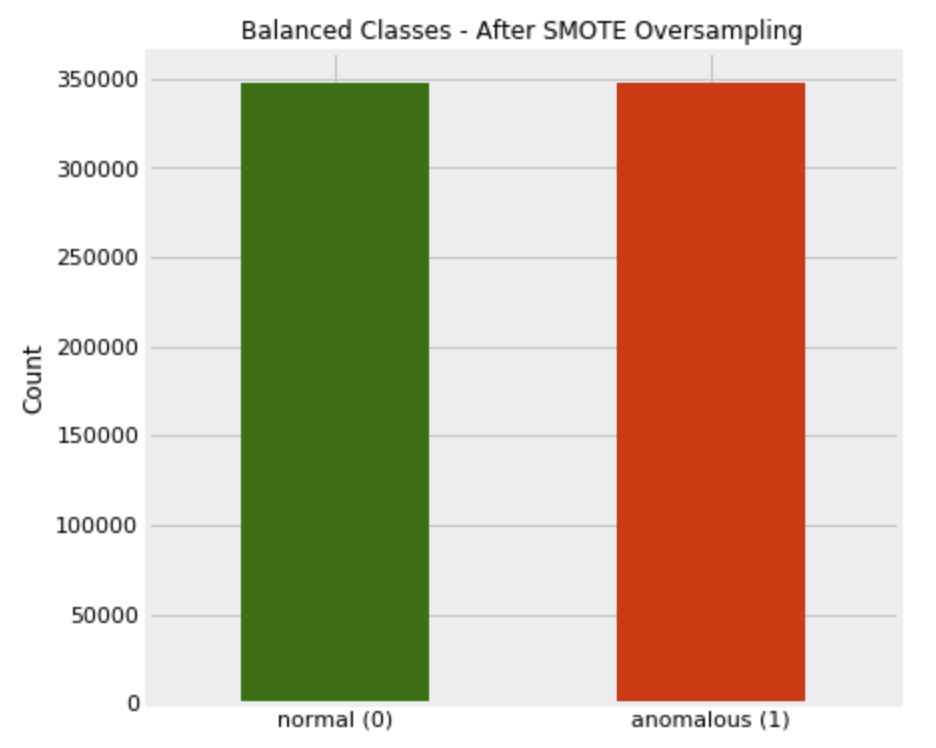 Balanced Classes - After SMOTE Oversampling
350000
300000
250000
200000
150000
100000
50000
0
Count
normal (0)
anomalous (1)